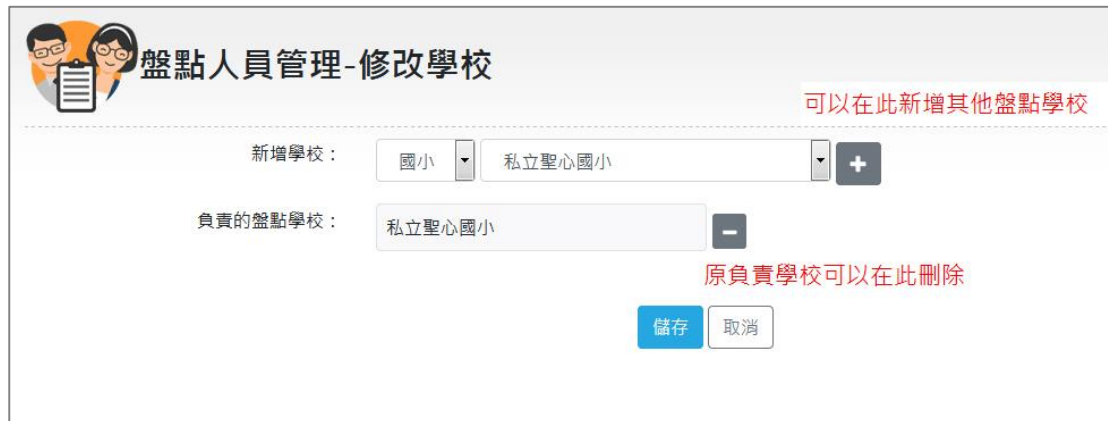 盤點人員管理-修改學校
可以在此新增其他盤點學校
新增學校：
國小
私立聖心國小
負責的盤點學校：
私立聖心國小
原負責學校可以在此刪除
儲存
取消